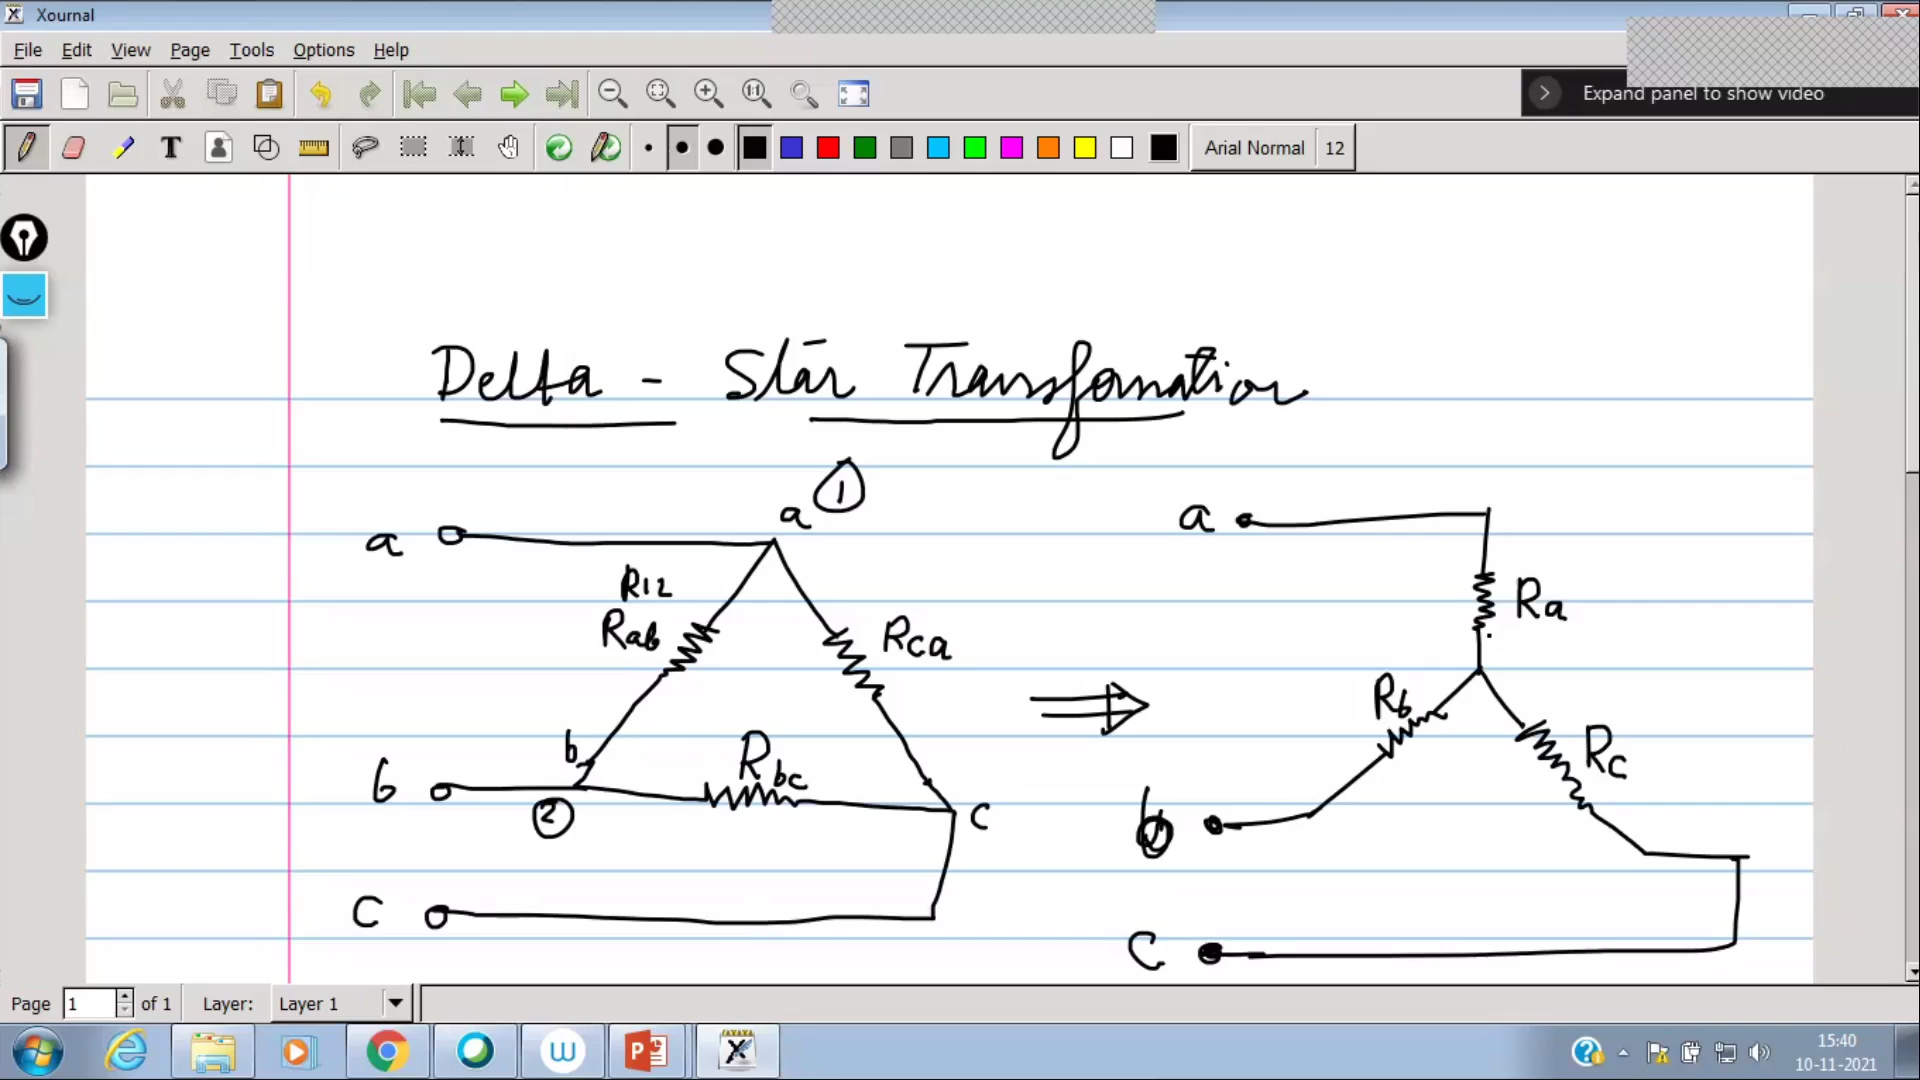 Xournal
File Edit View Page Tools Options Help
Expand panel to show video
Arial Normal 12
Delta - Star Transformation
1
a
a
a
R12
Rab
Rca
Ra
Rb
Rc
b
b
Rbc
c
b
2
C
C
Page 1 of 1 Layer: Layer 1
15:40
10-11-2021